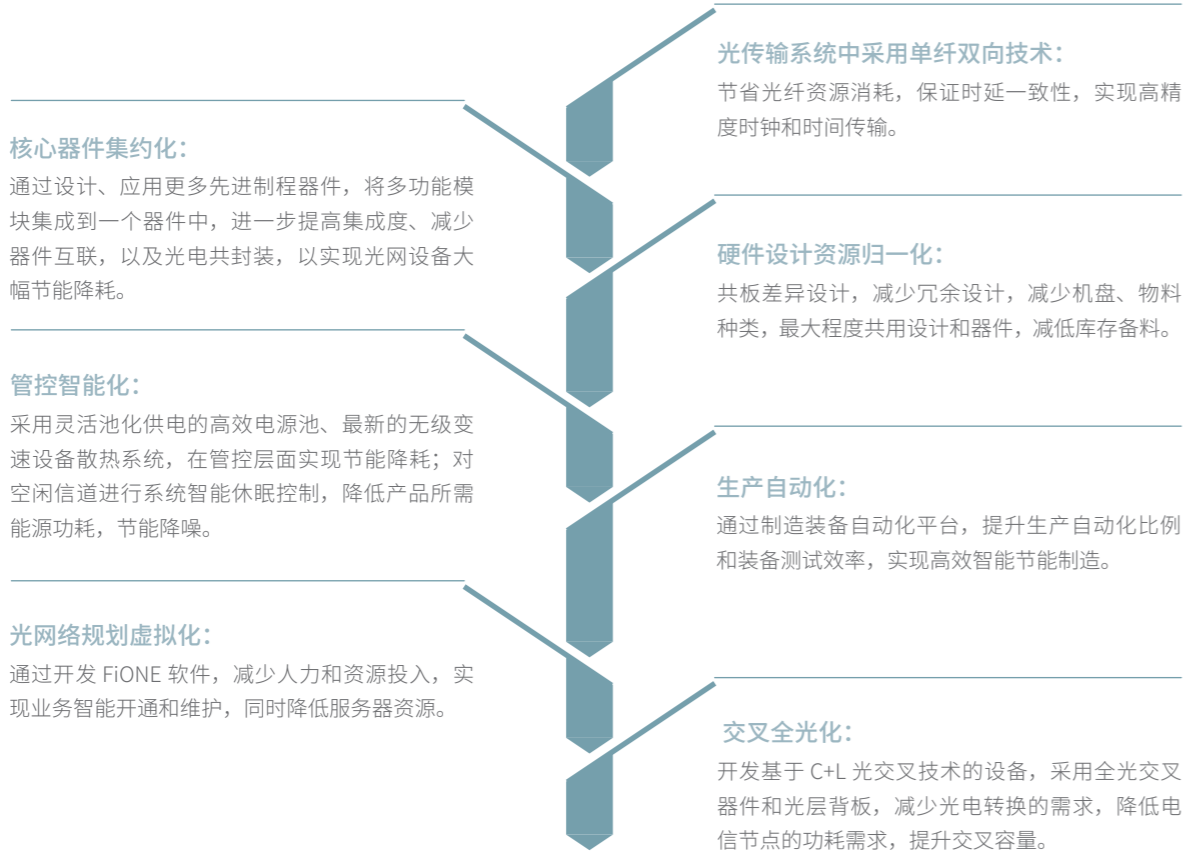 光传输系统中采用单纤双向技术：
节省光纤资源消耗，保证时延一致性，实现高精
度时钟和时间传输。
核心器件集约化：
通过设计、应用更多先进制程器件，将多功能模
块集成到一个器件中，进一步提高集成度、减少
器件互联，以及光电共封装，以实现光网设备大
幅节能降耗。
硬件设计资源归一化：
共板差异设计，减少冗余设计，减少机盘、物料
种类，最大程度共用设计和器件，减低库存备料。
管控智能化：
采用灵活池化供电的高效电源池、最新的无级变
速设备散热系统，在管控层面实现节能降耗；对
空闲信道进行系统智能休眠控制，降低产品所需
能源功耗，节能降噪。
生产自动化：
通过制造装备自动化平台，提升生产自动化比例
和装备测试效率，实现高效智能节能制造。
光网络规划虚拟化：
通过开发 FiONE 软件，减少人力和资源投入，实
现业务智能开通和维护，同时降低服务器资源。
交叉全光化：
开发基于 C+L 光交叉技术的设备，采用全光交叉
器件和光层背板，减少光电转换的需求，降低电
信节点的功耗需求，提升交叉容量。